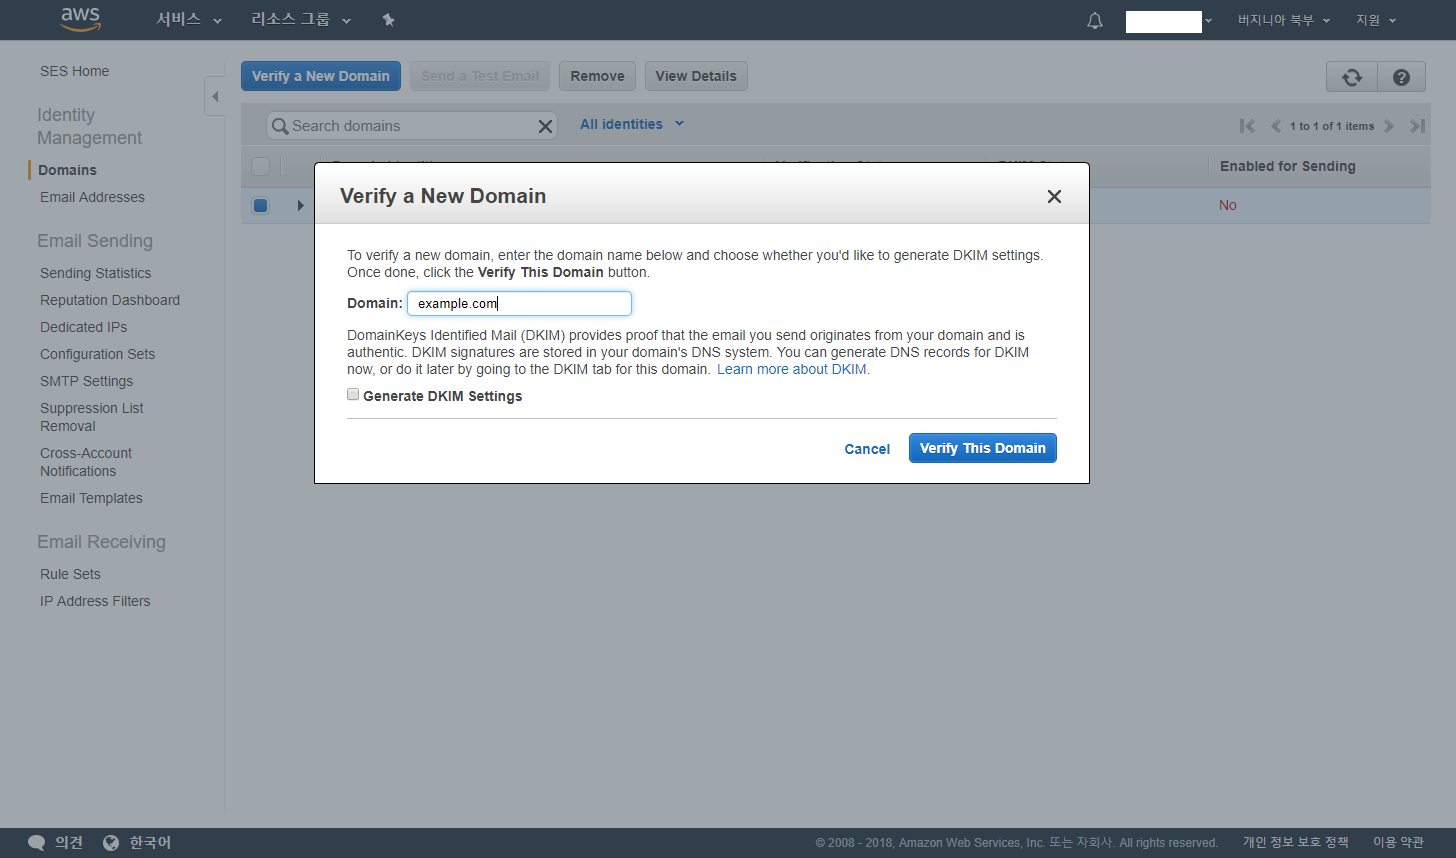 aws 서비스 리소스 그룹 버지니아 북부 지원
SES Home
Identity
Management
Domains
Email Addresses
Email Sending
Sending Statistics
Reputation Dashboard
Dedicated IPs
Configuration Sets
SMTP Settings
Suppression List
Removal
Cross-Account
Notifications
Email Templates
Email Receiving
Rule Sets
IP Address Filters
Verify a New Domain Send a Test Email Remove View Details
Search domains All identities 1 to 1 of 1 items
Enabled for Sending
No
Verify a New Domain
To verify a new domain, enter the domain name below and choose whether you'd like to generate DKIM settings.
Once done, click the Verify This Domain button.
Domain: example.com
DomainKeys Identified Mail (DKIM) provides proof that the email you send originates from your domain and is
authentic. DKIM signatures are stored in your domain's DNS system. You can generate DNS records for DKIM
now, or do it later by going to the DKIM tab for this domain. Learn more about DKIM.
Generate DKIM Settings
Cancel Verify This Domain
의견 한국어 © 2008 - 2018, Amazon Web Services, Inc. 또는 자회사. All rights reserved. 개인 정보 보호 정책 이용 약관